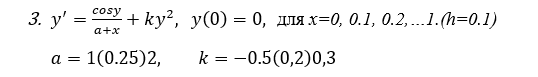 3. y′ = cosy/(a+x) + ky², y(0) = 0, для x=0, 0.1, 0.2,...1.(h=0.1)
a = 1(0.25)2, k = −0.5(0,2)0,3